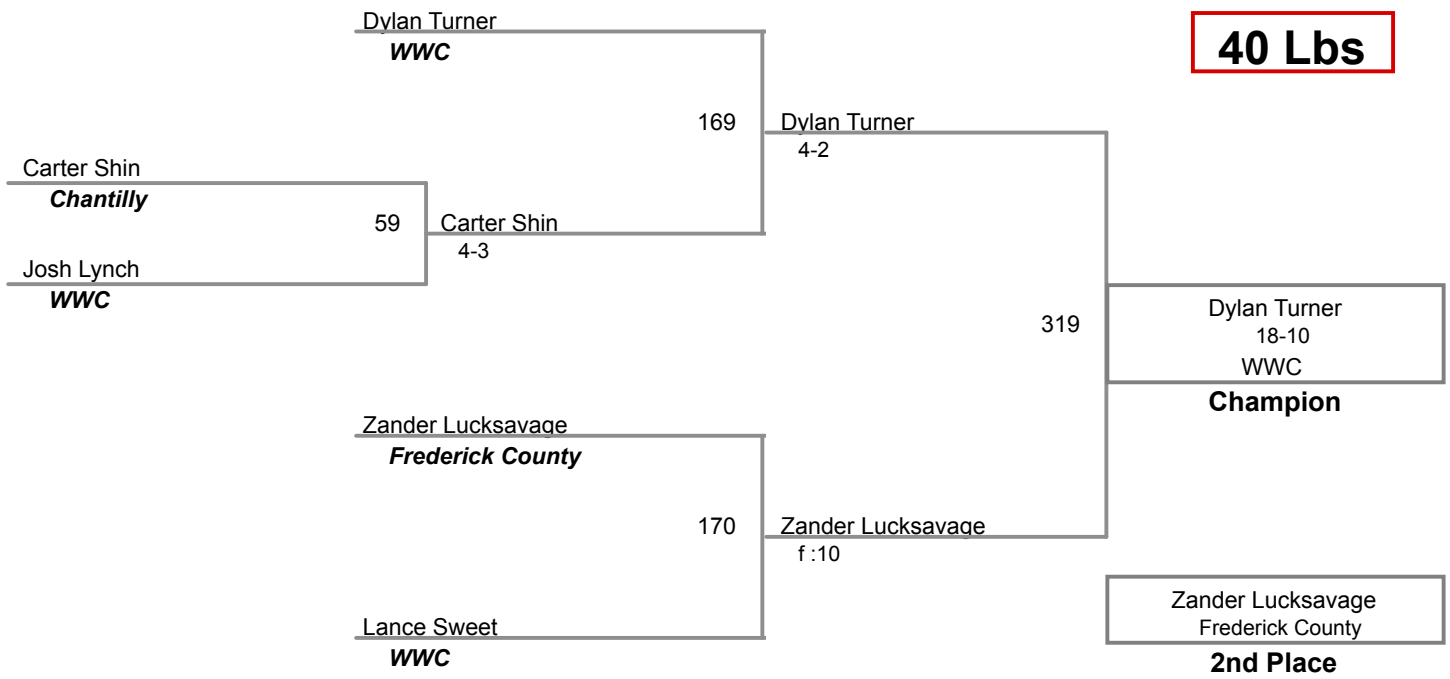 Dylan Turner
WWC
40 Lbs
169
Dylan Turner
4-2
Carter Shin
Chantilly
59
Carter Shin
4-3
Josh Lynch
WWC
319
Dylan Turner
18-10
WWC
Champion
Zander Lucksavage
Frederick County
170
Zander Lucksavage
f :10
Lance Sweet
WWC
Zander Lucksavage
Frederick County
2nd Place